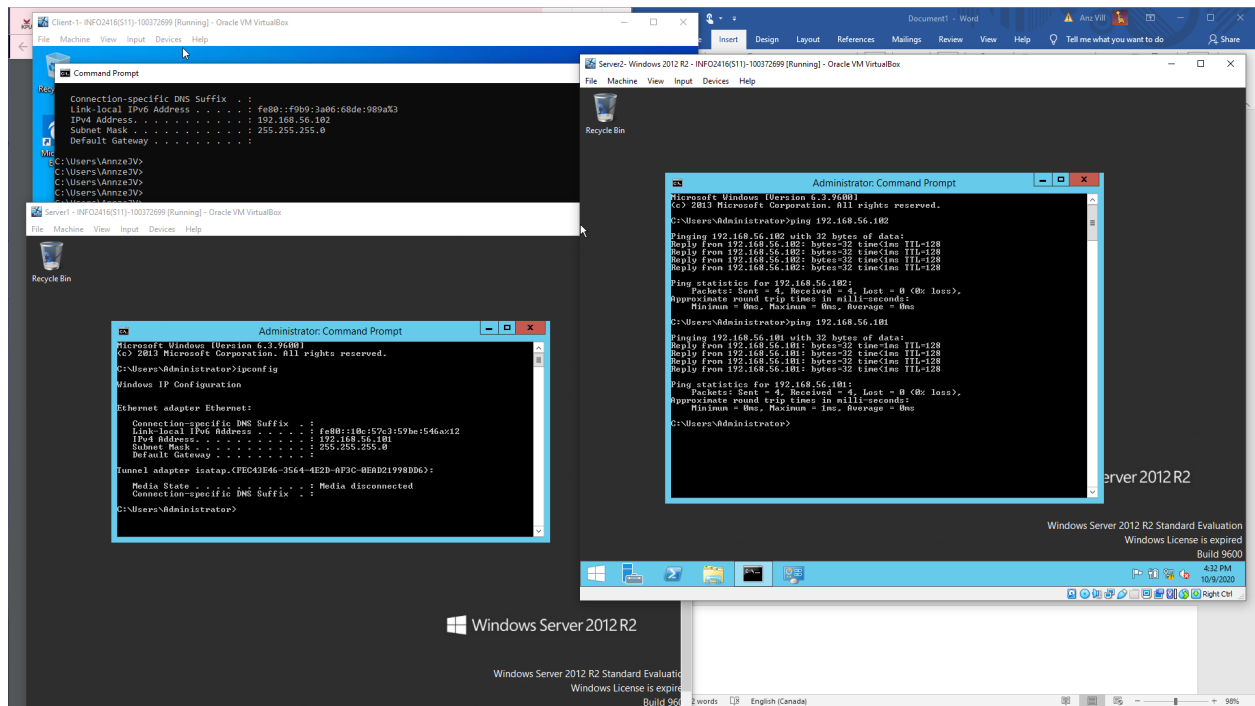 Client-1- INFO2416(S11)-100372699 [Running] - Oracle VM VirtualBox
File Machine View Input Devices Help
Command Prompt
Connection-specific DNS Suffix . :
Link-local IPv6 Address . . . . . : fe80::f9b9:3a06:68de:989a%3
IPv4 Address. . . . . . . . . . . : 192.168.56.102
Subnet Mask . . . . . . . . . . . : 255.255.255.0
Default Gateway . . . . . . . . . :
C:\Users\AnnzeJV>
C:\Users\AnnzeJV>
C:\Users\AnnzeJV>
C:\Users\AnnzeJV>
Server1 - INFO2416(S11)-100372699 [Running] - Oracle VM VirtualBox
File Machine View Input Devices Help
Recycle Bin
Administrator: Command Prompt
Microsoft Windows [Version 6.3.9600]
(c) 2013 Microsoft Corporation. All rights reserved.
C:\Users\Administrator>ipconfig
Windows IP Configuration
Ethernet adapter Ethernet:
Connection-specific DNS Suffix . :
Link-local IPv6 Address . . . . . : fe80::10c:57c3:59be:546a%12
IPv4 Address. . . . . . . . . . . : 192.168.56.101
Subnet Mask . . . . . . . . . . . : 255.255.255.0
Default Gateway . . . . . . . . . :
Tunnel adapter isatap.{FEC43E46-3564-4E2D-AF3C-0EAD21998DD6}:
Media State . . . . . . . . . . . : Media disconnected
Connection-specific DNS Suffix . :
C:\Users\Administrator>
Windows Server 2012 R2
Windows Server 2012 R2 Standard Evaluatio
Windows License is expire
Build 960
Document1 - Word
Anz Vill
Insert Design Layout References Mailings Review View Help Tell me what you want to do Share
Server2- Windows 2012 R2 - INFO2416(S11)-100372699 [Running] - Oracle VM VirtualBox
File Machine View Input Devices Help
Recycle Bin
Administrator: Command Prompt
Microsoft Windows [Version 6.3.9600]
(c) 2013 Microsoft Corporation. All rights reserved.
C:\Users\Administrator>ping 192.168.56.102
Pinging 192.168.56.102 with 32 bytes of data:
Reply from 192.168.56.102: bytes=32 time<1ms TTL=128
Reply from 192.168.56.102: bytes=32 time<1ms TTL=128
Reply from 192.168.56.102: bytes=32 time<1ms TTL=128
Reply from 192.168.56.102: bytes=32 time<1ms TTL=128
Ping statistics for 192.168.56.102:
Packets: Sent = 4, Received = 4, Lost = 0 (0% loss),
Approximate round trip times in milli-seconds:
Minimum = 0ms, Maximum = 0ms, Average = 0ms
C:\Users\Administrator>ping 192.168.56.101
Pinging 192.168.56.101 with 32 bytes of data:
Reply from 192.168.56.101: bytes=32 time=1ms TTL=128
Reply from 192.168.56.101: bytes=32 time<1ms TTL=128
Reply from 192.168.56.101: bytes=32 time<1ms TTL=128
Reply from 192.168.56.101: bytes=32 time<1ms TTL=128
Ping statistics for 192.168.56.101:
Packets: Sent = 4, Received = 4, Lost = 0 (0% loss),
Approximate round trip times in milli-seconds:
Minimum = 0ms, Maximum = 1ms, Average = 0ms
C:\Users\Administrator>
erver 2012 R2
Windows Server 2012 R2 Standard Evaluation
Windows License is expired
Build 9600
4:32 PM
10/9/2020
Right Ctrl
words English (Canada)
98%